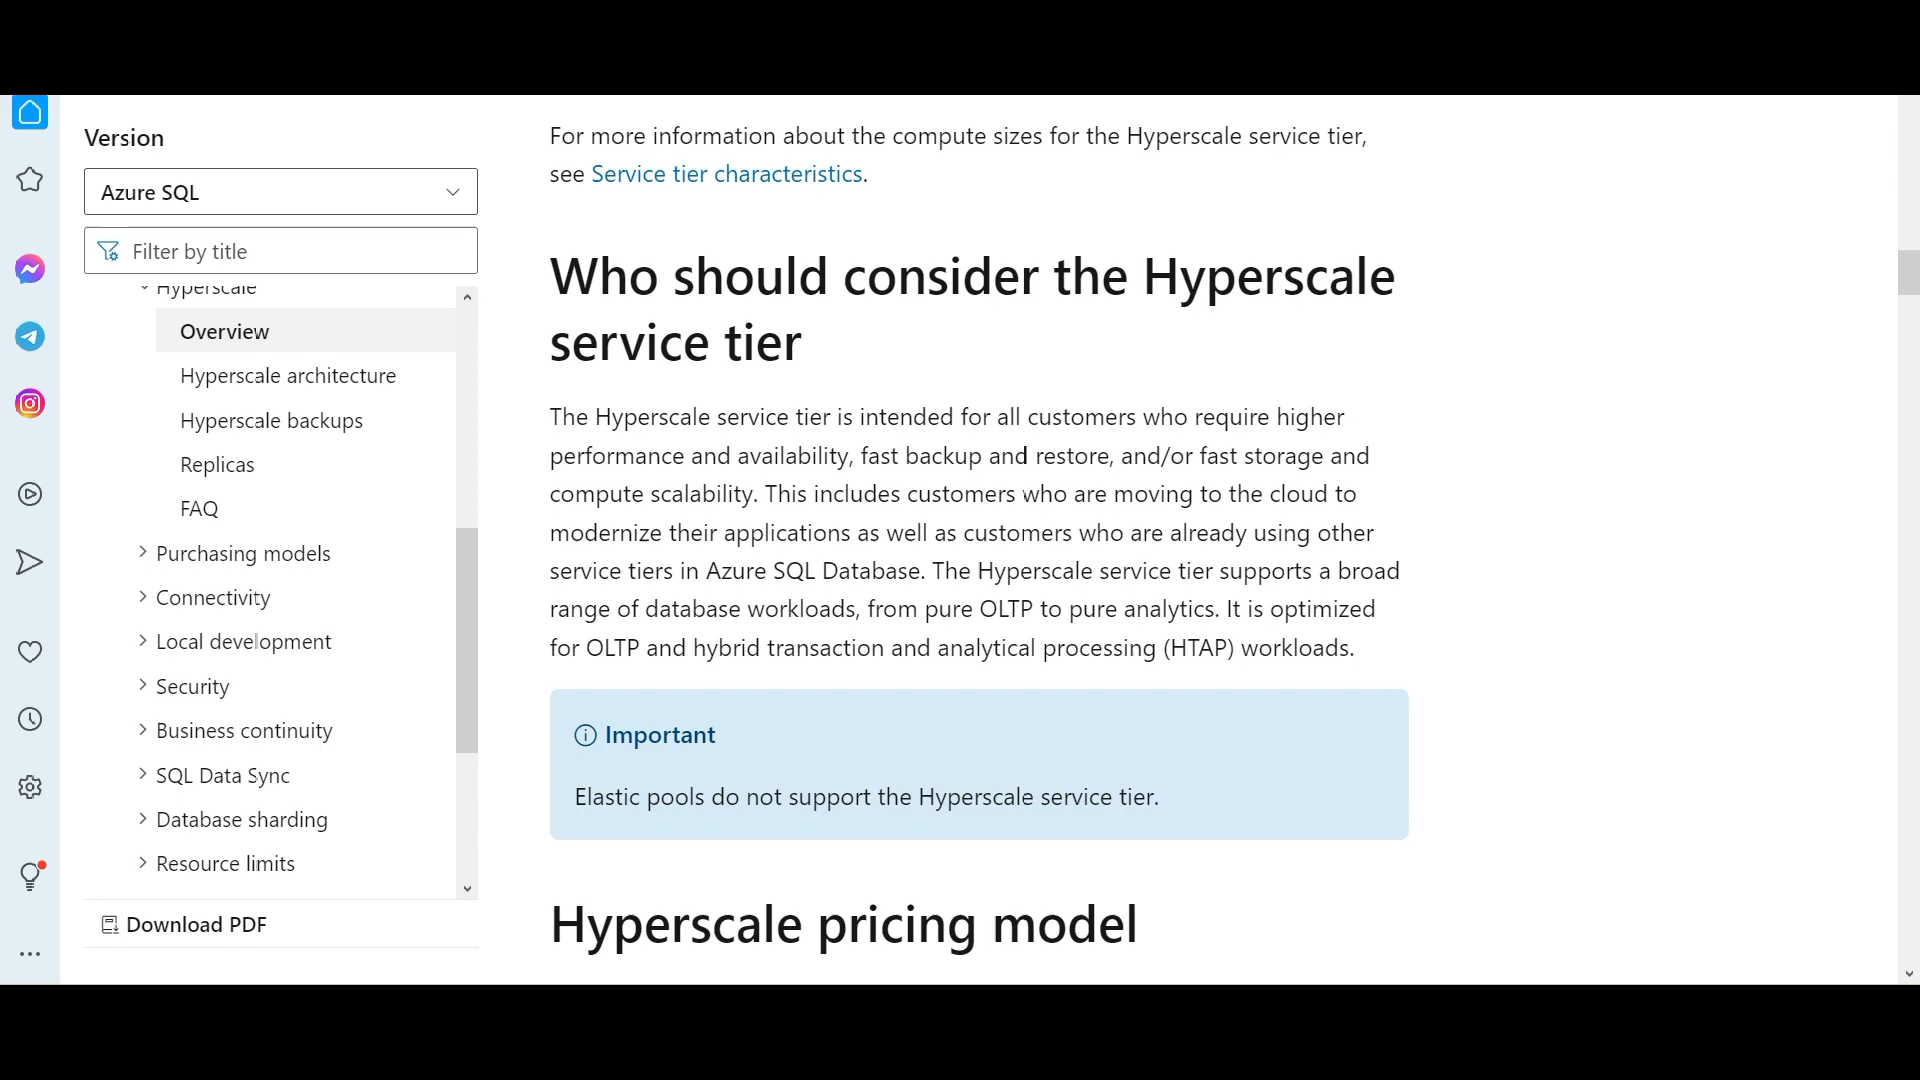 Version
Azure SQL
Filter by title
Hyperscale
Overview
Hyperscale architecture
Hyperscale backups
Replicas
FAQ
Purchasing models
Connectivity
Local development
Security
Business continuity
SQL Data Sync
Database sharding
Resource limits
Download PDF
For more information about the compute sizes for the Hyperscale service tier,
see Service tier characteristics.
Who should consider the Hyperscale
service tier
The Hyperscale service tier is intended for all customers who require higher
performance and availability, fast backup and restore, and/or fast storage and
compute scalability. This includes customers who are moving to the cloud to
modernize their applications as well as customers who are already using other
service tiers in Azure SQL Database. The Hyperscale service tier supports a broad
range of database workloads, from pure OLTP to pure analytics. It is optimized
for OLTP and hybrid transaction and analytical processing (HTAP) workloads.
Important
Elastic pools do not support the Hyperscale service tier.
Hyperscale pricing model